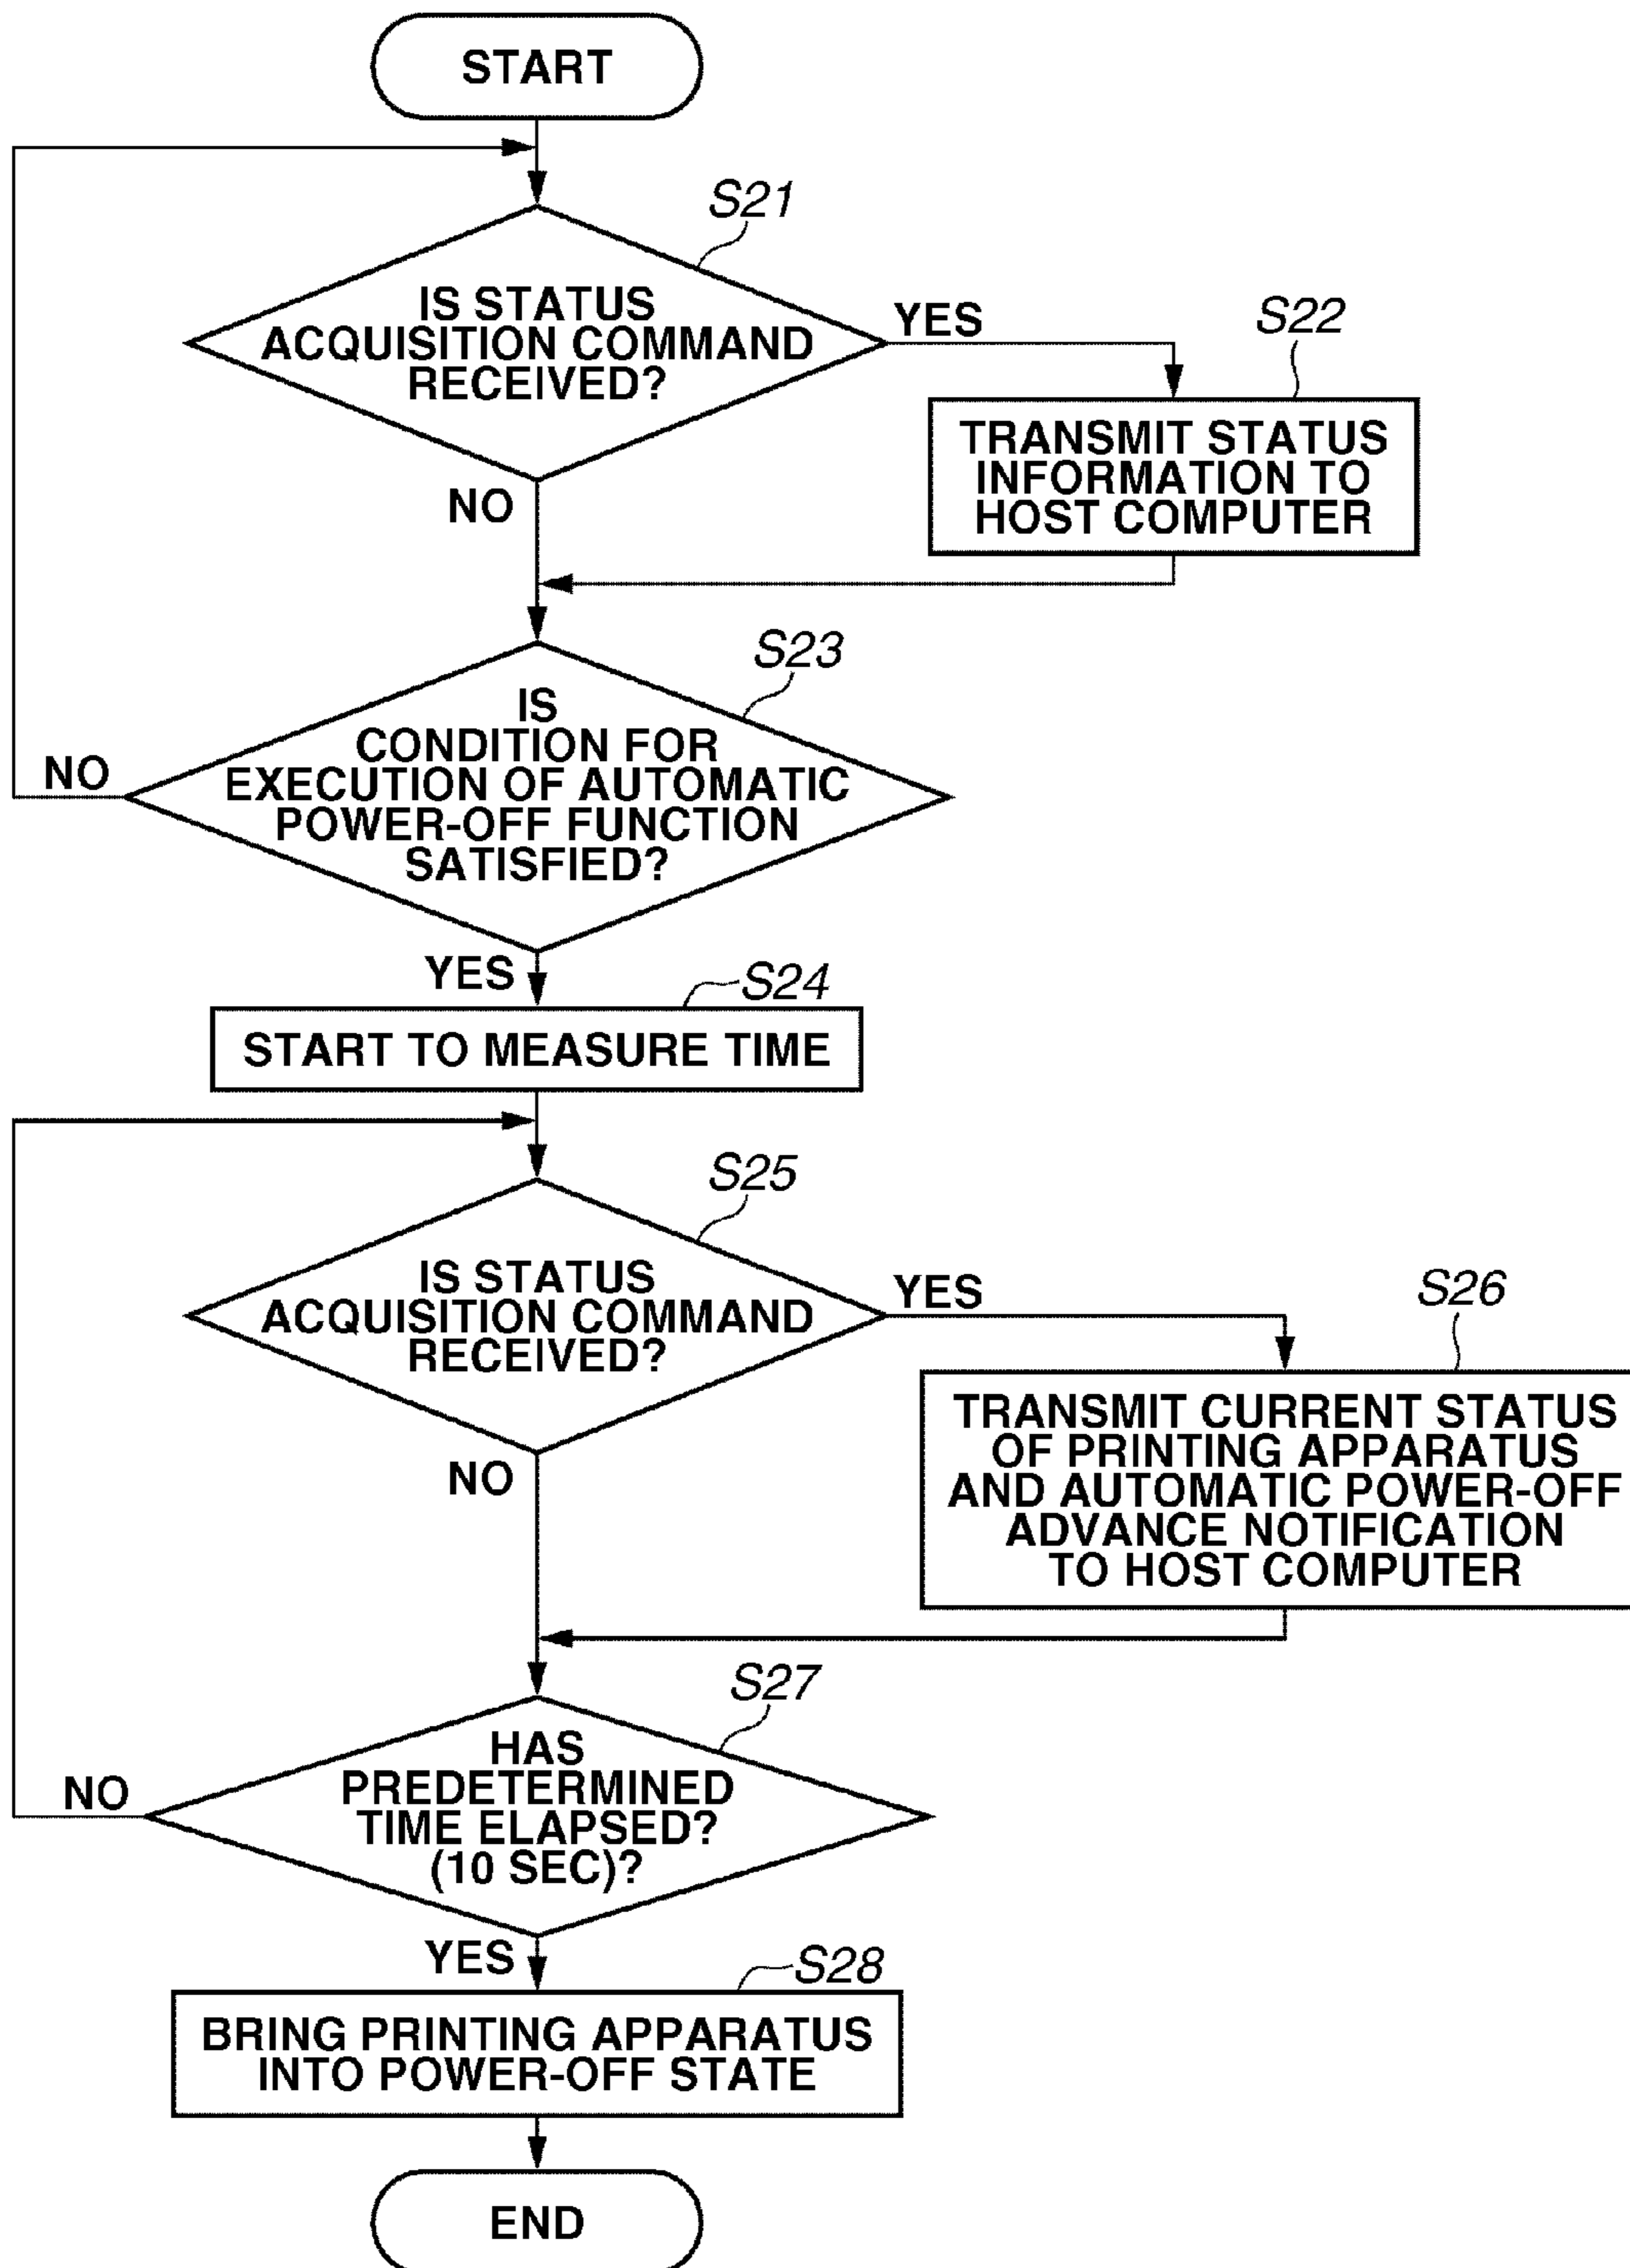 START
S21
IS STATUS
ACQUISITION COMMAND
RECEIVED?
YES
S22
TRANSMIT STATUS
INFORMATION TO
HOST COMPUTER
NO
S23
IS
CONDITION FOR
EXECUTION OF AUTOMATIC
POWER-OFF FUNCTION
SATISFIED?
NO
YES
S24
START TO MEASURE TIME
S25
IS STATUS
ACQUISITION COMMAND
RECEIVED?
YES
S26
TRANSMIT CURRENT STATUS
OF PRINTING APPARATUS
AND AUTOMATIC POWER-OFF
ADVANCE NOTIFICATION
TO HOST COMPUTER
NO
S27
HAS
PREDETERMINED
TIME ELAPSED?
(10 SEC)?
NO
YES
S28
BRING PRINTING APPARATUS
INTO POWER-OFF STATE
END